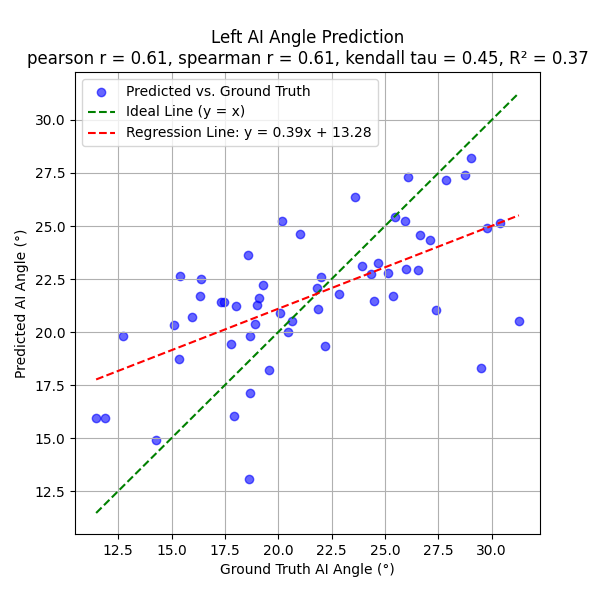 Left AI Angle Prediction
pearson r = 0.61, spearman r = 0.61, kendall tau = 0.45, R² = 0.37
Predicted vs. Ground Truth
Ideal Line (y = x)
Regression Line: y = 0.39x + 13.28
Predicted AI Angle (°)
30.0
27.5
25.0
22.5
20.0
17.5
15.0
12.5
12.5 15.0 17.5 20.0 22.5 25.0 27.5 30.0
Ground Truth AI Angle (°)